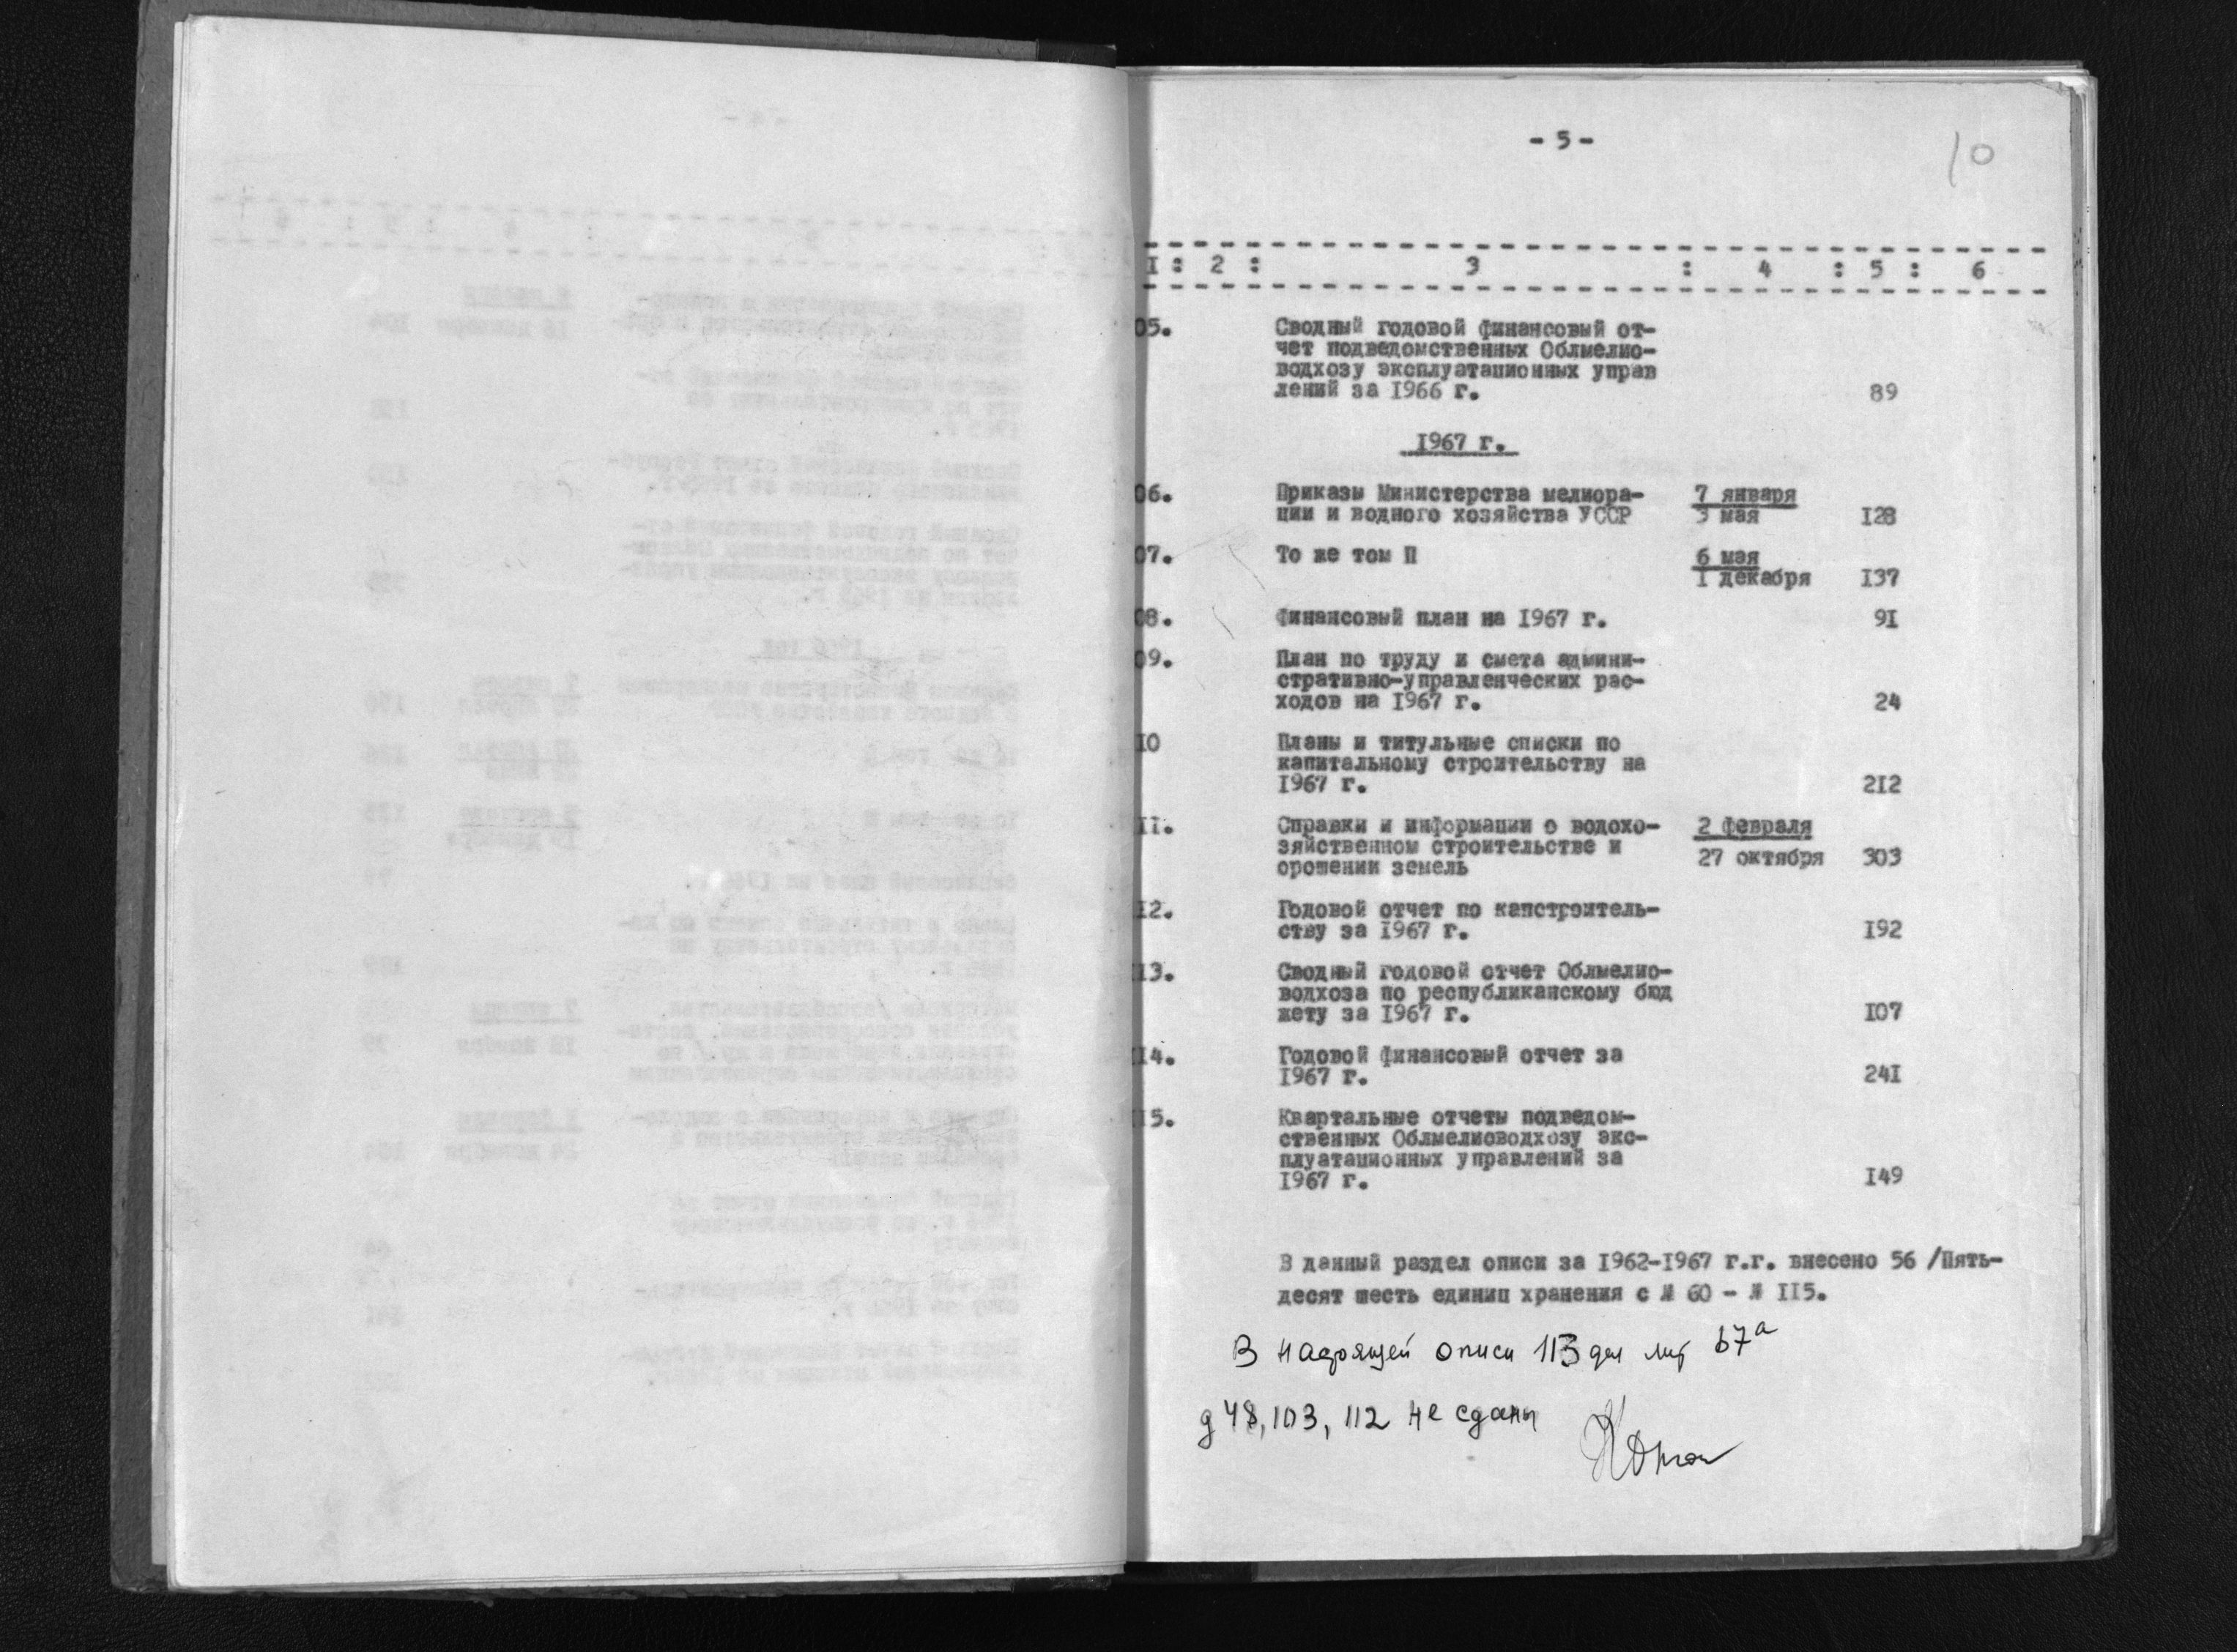 - 5 -
10
I : 2 : 3 : 4 : 5 : 6
05. Сводный годовой финансовый от-
чет подведомственных Облмелио-
водхозу эксплуатационных управ
лений за 1966 г. 89
1967 г.
06. Приказы Министерства мелиора- 7 января
ции и водного хозяйства УССР 3 мая 128
07. То же том П 6 мая
1 декабря 137
08. Финансовый план на 1967 г. 91
09. План по труду и смета админи-
стративно-управленческих рас-
ходов на 1967 г. 24
10 Планы и титульные списки по
капитальному строительству на
1967 г. 212
11. Справки и информации о водохо- 2 февраля
зяйственном строительстве и 27 октября 303
орошении земель
12. Годовой отчет по капстроитель-
ству за 1967 г. 192
13. Сводный годовой отчет Облмелио-
водхоза по республиканскому бюд
жету за 1967 г. 107
114. Годовой финансовый отчет за
1967 г. 241
115. Квартальные отчеты подведом-
ственных Облмелиоводхозу экс-
плуатационных управлений за
1967 г. 149
В данный раздел описи за 1962-1967 г.г. внесено 56 /Пять-
десят шесть единиц хранения с № 60 - № 115.
В настоящей описи 113 дел лит 67а
д 48, 103, 112 не сданы